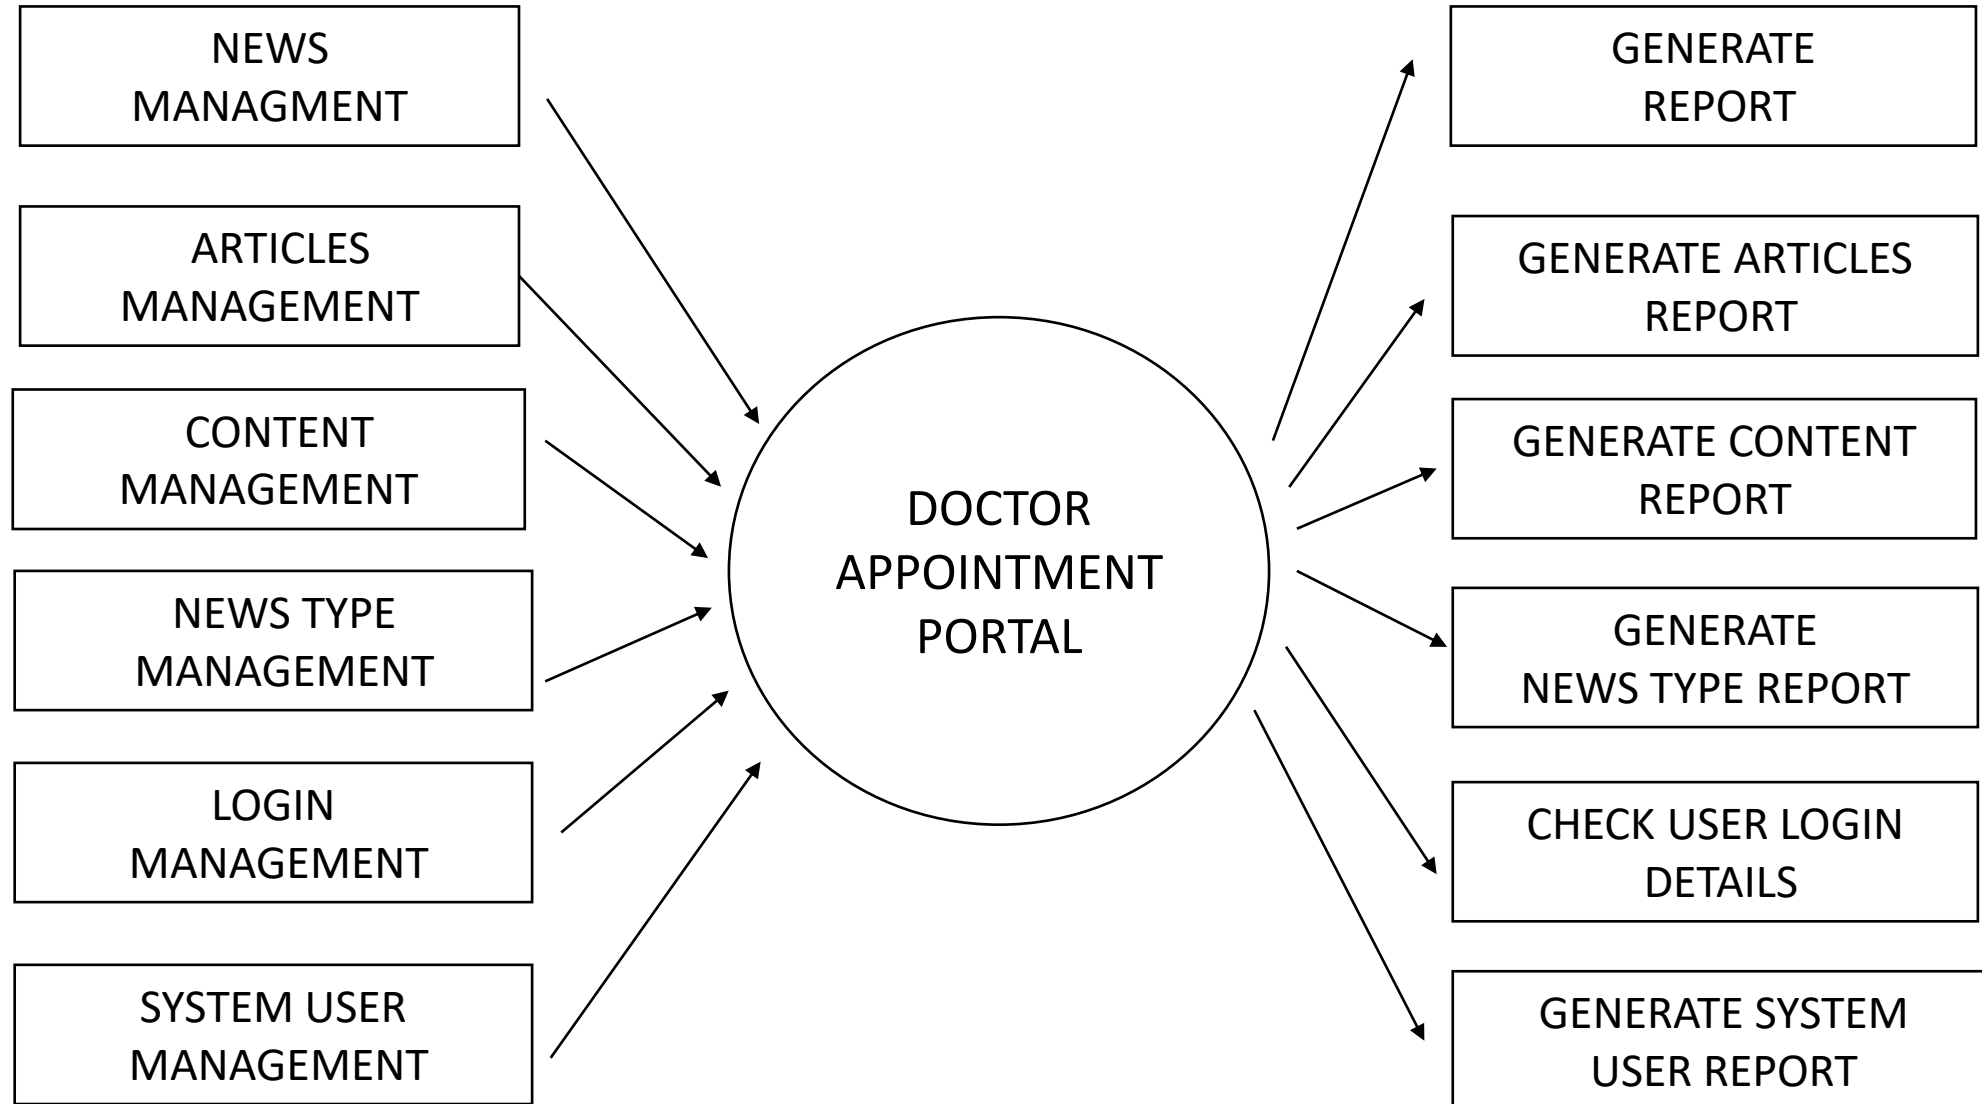 NEWS
MANAGMENT
ARTICLES
MANAGEMENT
CONTENT
MANAGEMENT
NEWS TYPE
MANAGEMENT
LOGIN
MANAGEMENT
SYSTEM USER
MANAGEMENT
DOCTOR
APPOINTMENT
PORTAL
GENERATE
REPORT
GENERATE ARTICLES
REPORT
GENERATE CONTENT
REPORT
GENERATE
NEWS TYPE REPORT
CHECK USER LOGIN
DETAILS
GENERATE SYSTEM
USER REPORT